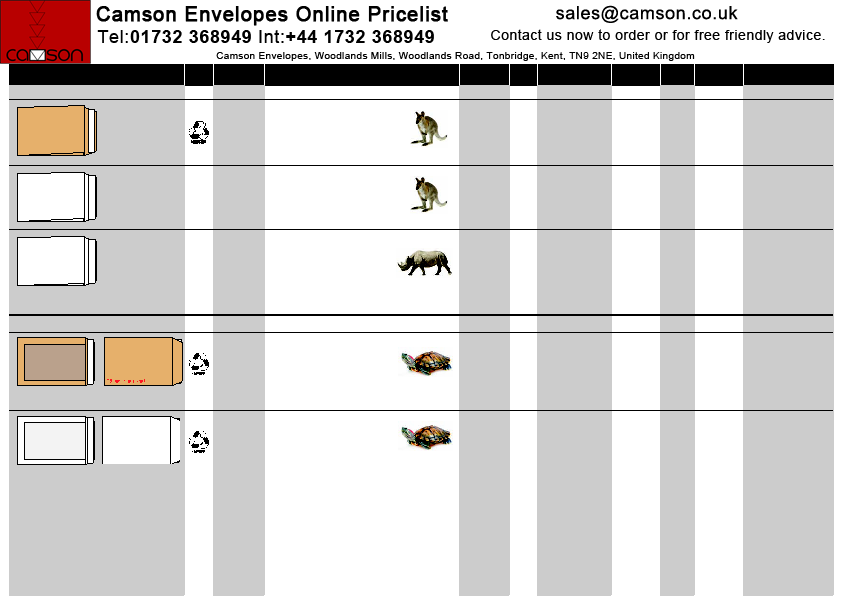 Camson Envelopes Online Pricelist
sales@camson.co.uk
Tel:01732 368949 Int:+44 1732 368949
Contact us now to order or for free friendly advice.
camson
Camson Envelopes, Woodlands Mills, Woodlands Road, Tonbridge, Kent, TN9 2NE, United Kingdom